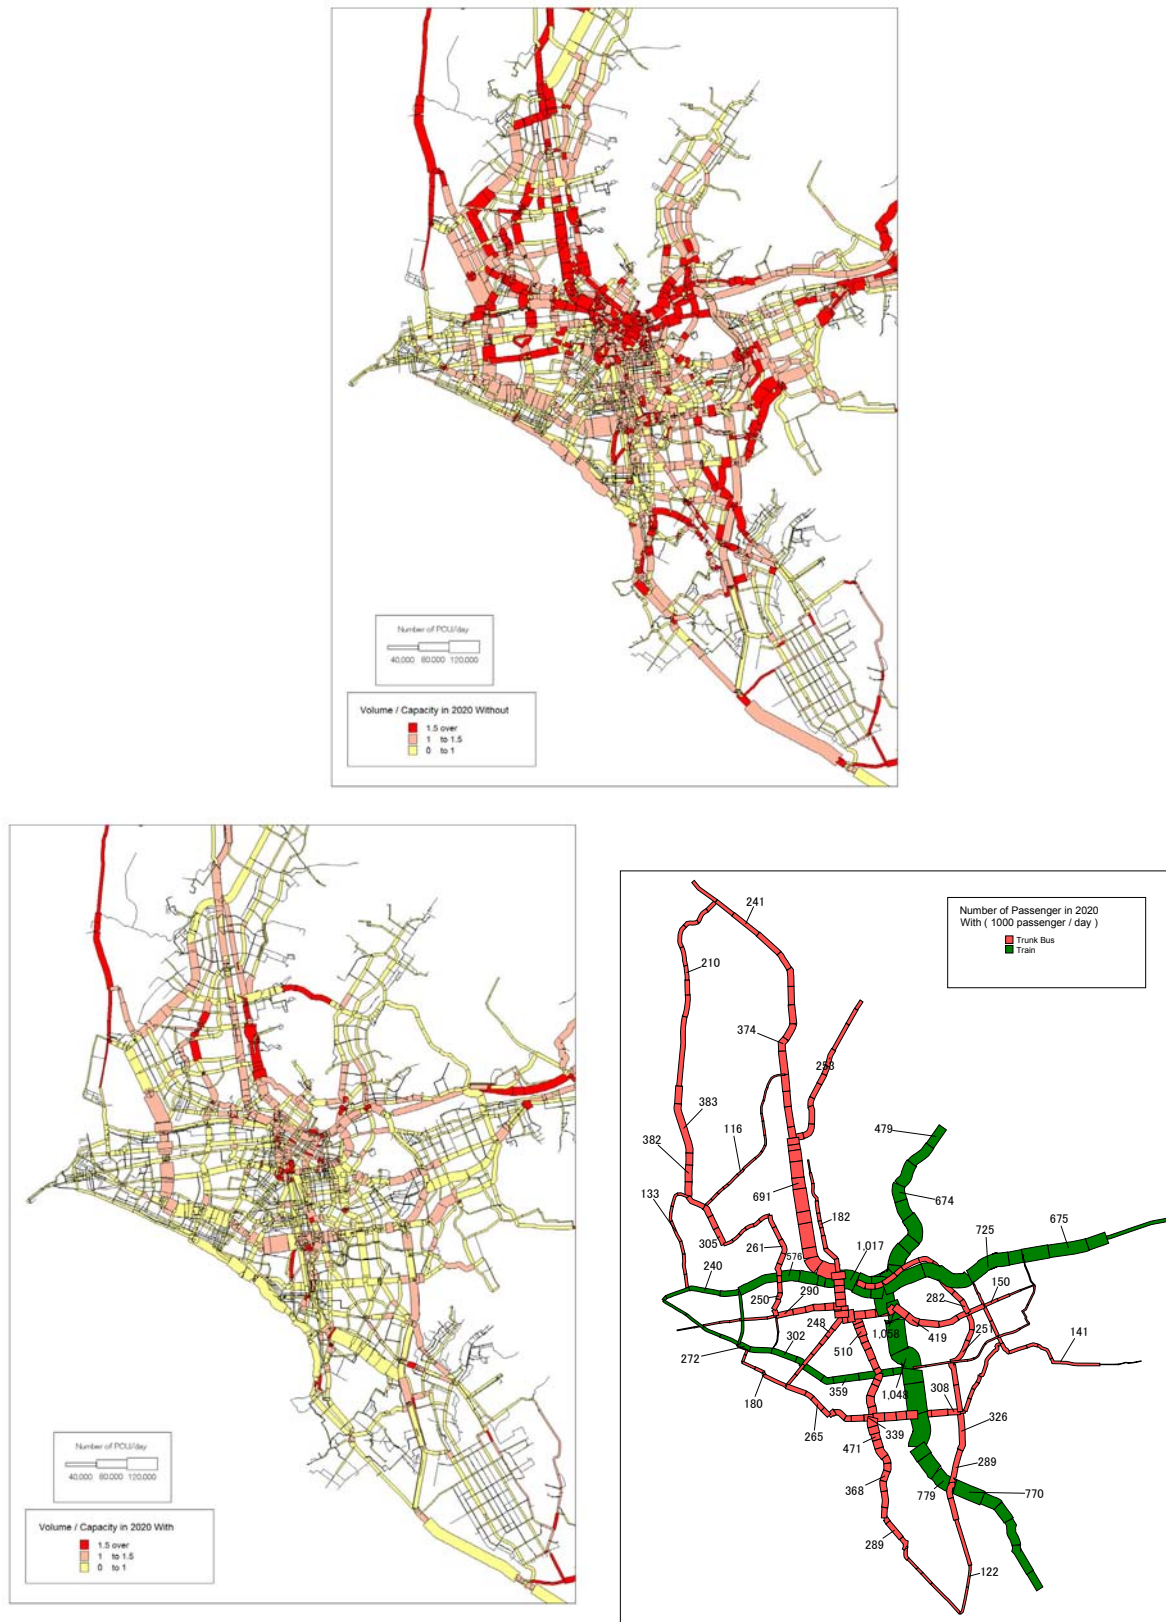 Number of PCU/day
40,000 80,000 120,000
Volume / Capacity in 2020 Without
1.5 over
1 to 1.5
0 to 1
Number of PCU/day
40,000 80,000 120,000
Volume / Capacity in 2020 With
1.5 over
1 to 1.5
0 to 1
Number of Passenger in 2020
With ( 1000 passenger / day )
Trunk Bus
Train
241
210
374
253
383
116
479
382
691
674
133
182
725
675
305
261
576
1,017
240
150
250
290
282
248
1,058
419
251
141
302
510
272
359
1,048
308
180
326
265
339
471
289
368
779
770
289
122